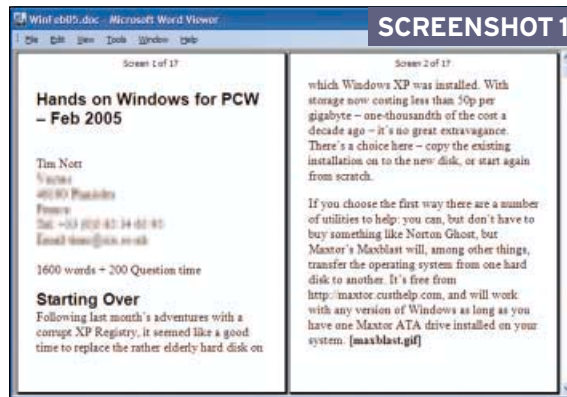 WinFeb05.doc - Microsoft Word Viewer
SCREENSHOT 1
File Edit View Tools Window Help
Screen 1 of 17
Hands on Windows for PCW
– Feb 2005
Tim Nott
France
1600 words + 200 Question time
Starting Over
Following last month's adventures with a
corrupt XP Registry, it seemed like a good
time to replace the rather elderly hard disk on
Screen 2 of 17
which Windows XP was installed. With
storage now costing less than 50p per
gigabyte – one-thousandth of the cost a
decade ago – it's no great extravagance.
There's a choice here – copy the existing
installation on to the new disk, or start again
from scratch.
If you choose the first way there are a number
of utilities to help: you can, but don't have to
buy something like Norton Ghost, but
Maxtor's Maxblast will, among other things,
transfer the operating system from one hard
disk to another. It's free from
http://maxtor.custhelp.com, and will work
with any version of Windows as long as you
have one Maxtor ATA drive installed on your
system. [maxblast.gif]